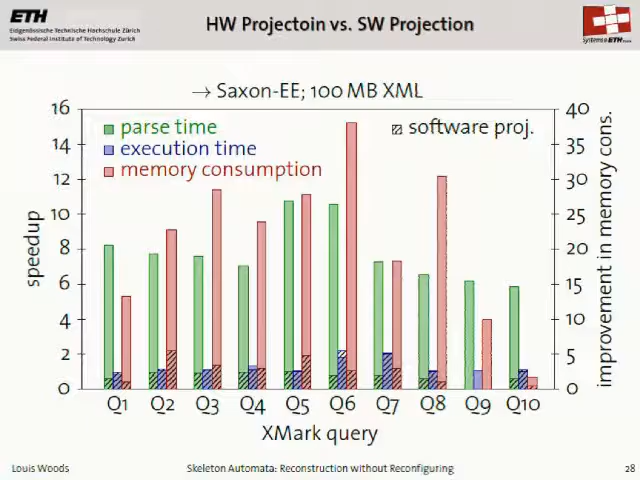 ETH
Eidgenössische Technische Hochschule Zürich
Swiss Federal Institute of Technology Zurich
HW Projectoin vs. SW Projection
→ Saxon-EE; 100 MB XML
parse time
execution time
memory consumption
software proj.
speedup
16
14
12
10
8
6
4
2
0
improvement in memory cons.
40
35
30
25
20
15
10
5
0
Q1 Q2 Q3 Q4 Q5 Q6 Q7 Q8 Q9 Q10
XMark query
Louis Woods Skeleton Automata: Reconstruction without Reconfiguring 28